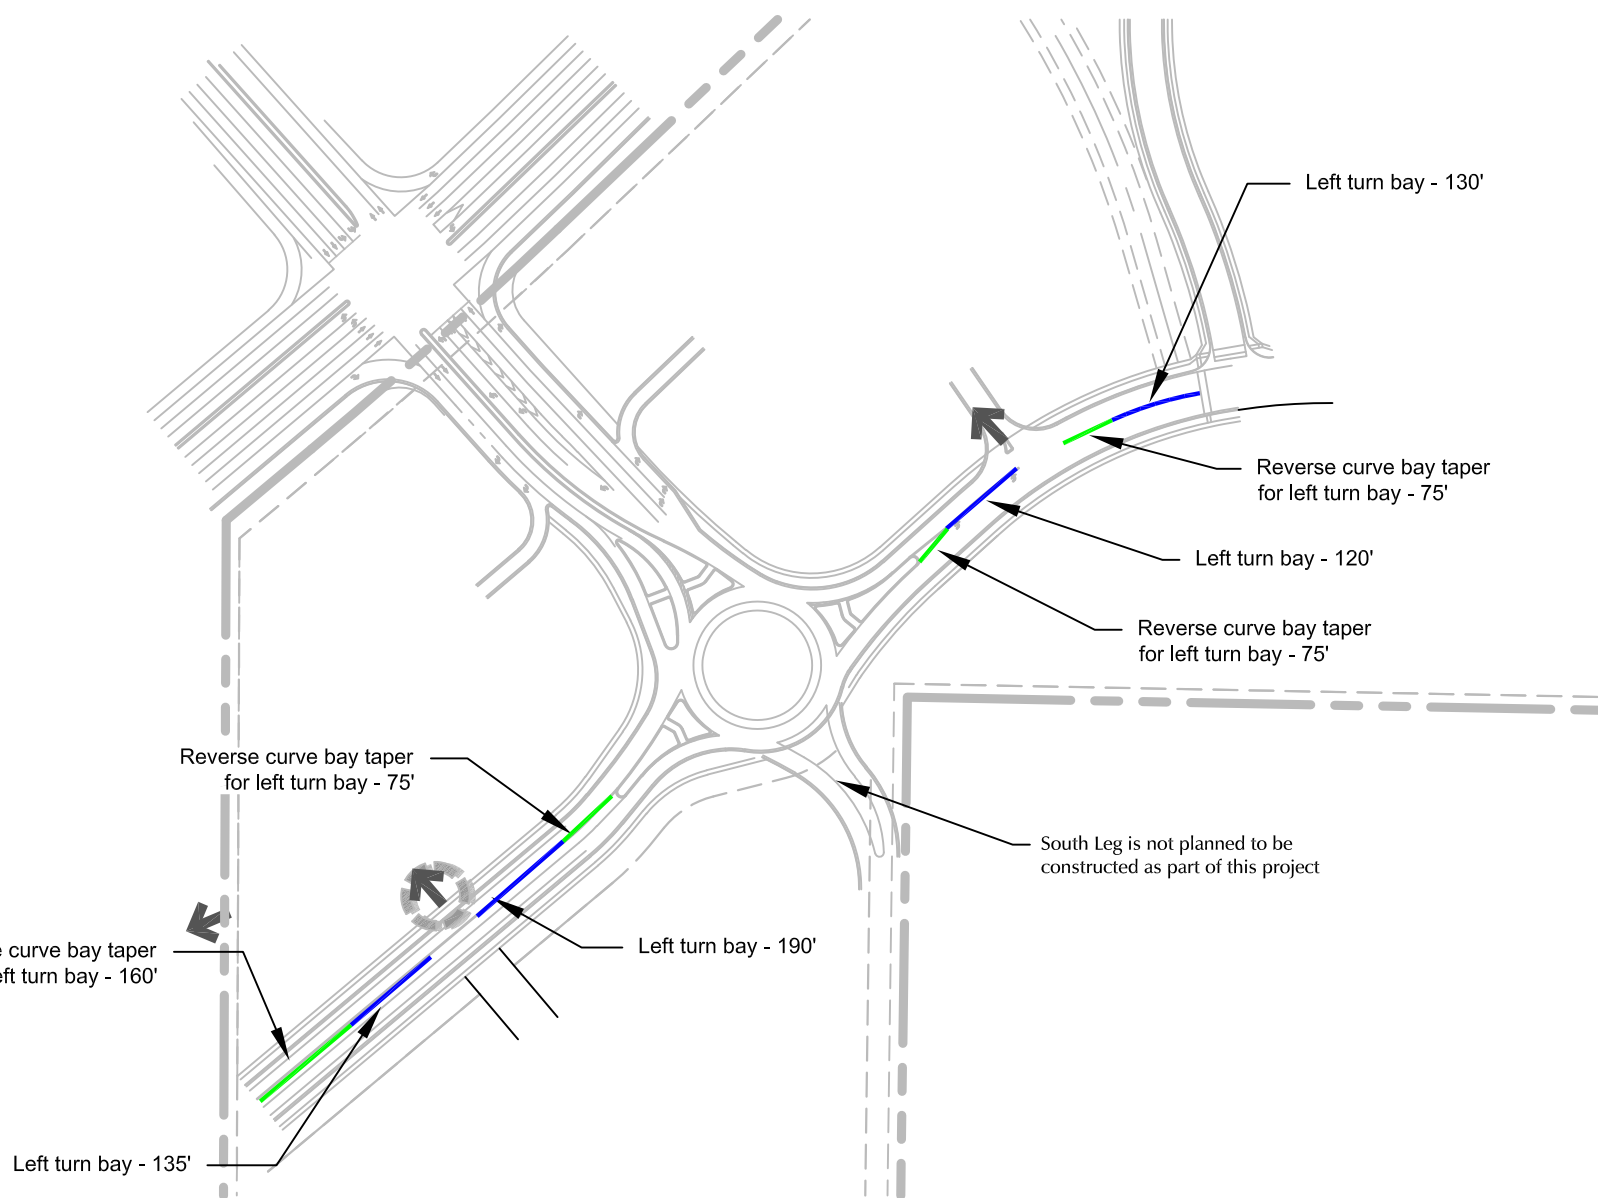 Left turn bay - 130'
Reverse curve bay taper
for left turn bay - 75'
Left turn bay - 120'
Reverse curve bay taper
for left turn bay - 75'
Reverse curve bay taper
for left turn bay - 75'
South Leg is not planned to be
constructed as part of this project
Left turn bay - 190'
curve bay taper
turn bay - 160'
Left turn bay - 135'